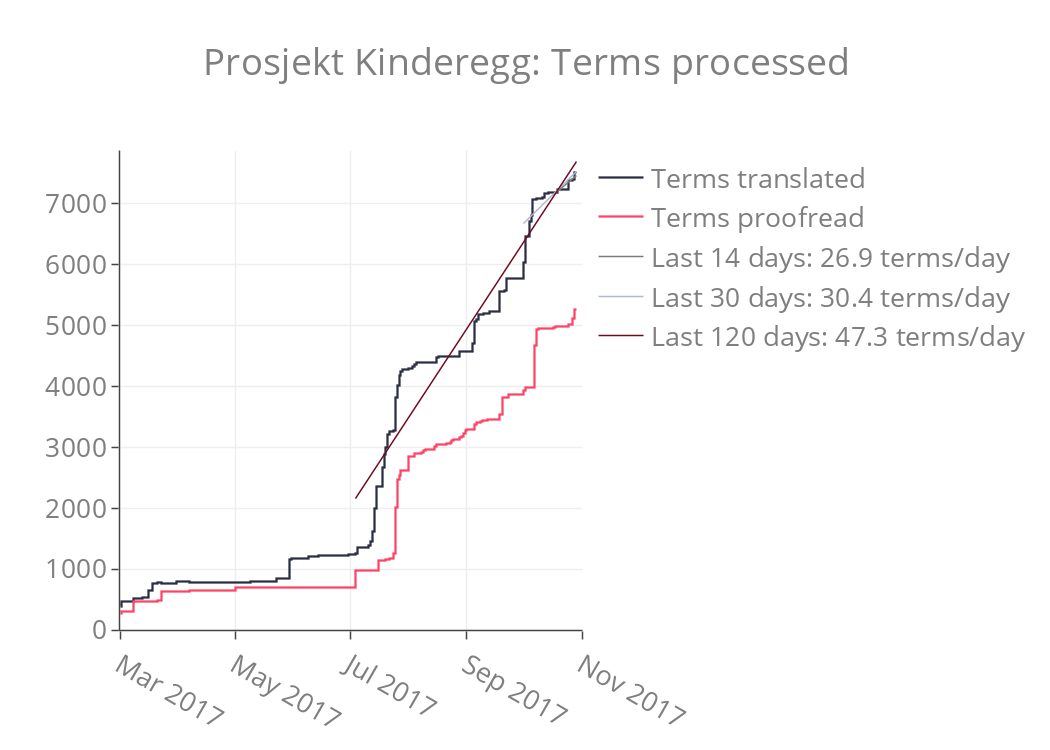 Prosjekt Kinderegg: Terms processed
Terms translated
Terms proofread
Last 14 days: 26.9 terms/day
Last 30 days: 30.4 terms/day
Last 120 days: 47.3 terms/day
7000
6000
5000
4000
3000
2000
1000
0
Mar 2017
May 2017
Jul 2017
Sep 2017
Nov 2017